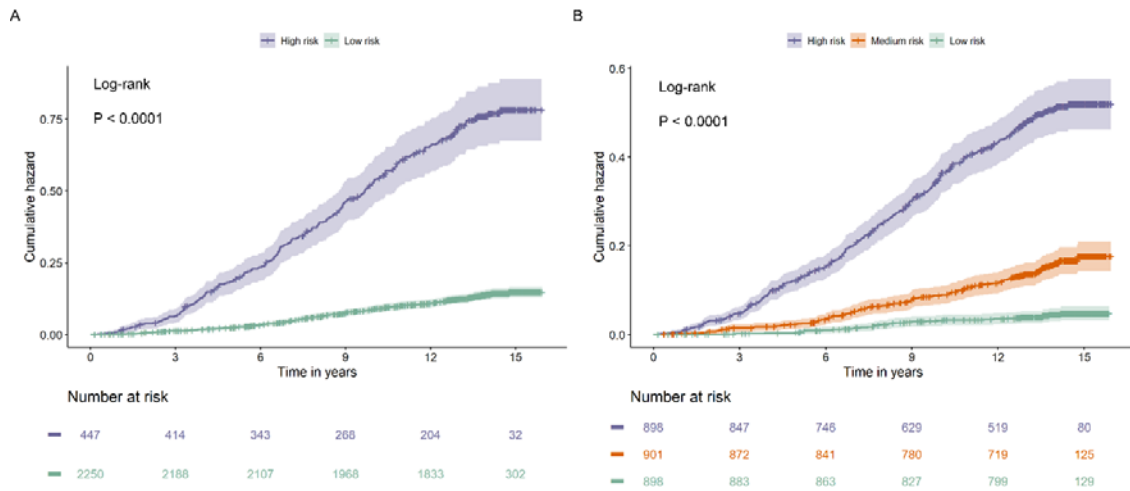 A
High risk Low risk
Log-rank
P < 0.0001
Cumulative hazard
0.75
0.50
0.25
0.00
0 3 6 9 12 15
Time in years
Number at risk
447 414 343 268 204 32
2250 2188 2107 1968 1833 302
B
High risk Medium risk Low risk
Log-rank
P < 0.0001
Cumulative hazard
0.6
0.4
0.2
0.0
0 3 6 9 12 15
Time in years
Number at risk
898 847 746 629 519 80
901 872 841 780 719 125
898 883 863 827 799 129